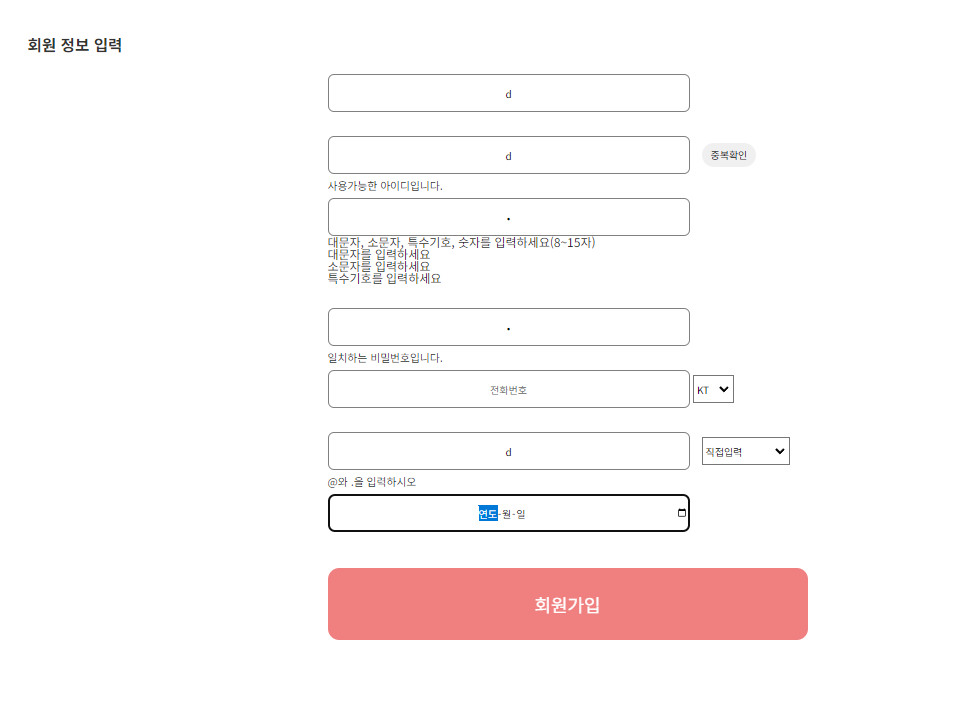 회원 정보 입력
d
d 중복확인
사용가능한 아이디입니다.
•
대문자, 소문자, 특수기호, 숫자를 입력하세요(8~15자)
대문자를 입력하세요
소문자를 입력하세요
특수기호를 입력하세요
•
일치하는 비밀번호입니다.
전화번호 KT
d 직접입력
@와 .을 입력하시오
연도-월-일
회원가입